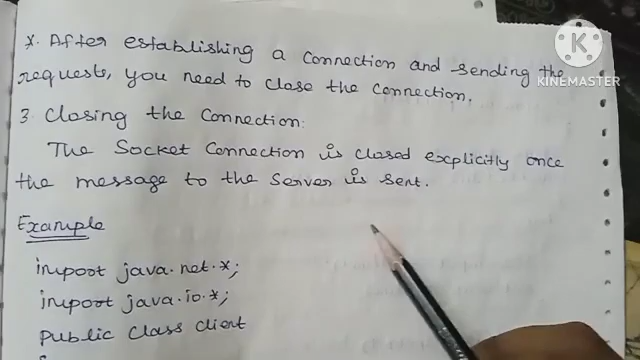 *. After establishing a connection and sending the
requests, you need to close the connection.
3. Closing the Connection:
The Socket Connection is closed explicitly once
the message to the server is sent.
Example
import java.net.*;
import java.io.*;
public class client
{
KINEMASTER